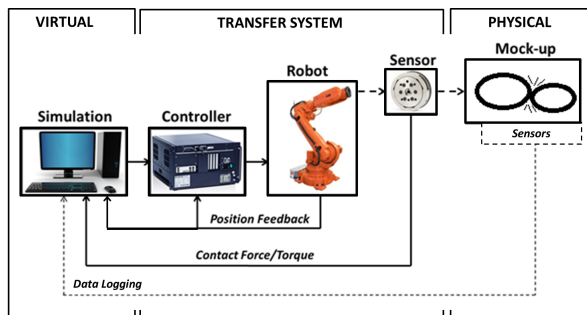 VIRTUAL
TRANSFER SYSTEM
PHYSICAL
Mock-up
Sensor
Robot
Simulation
Controller
Sensors
Position Feedback
Contact Force/Torque
Data Logging